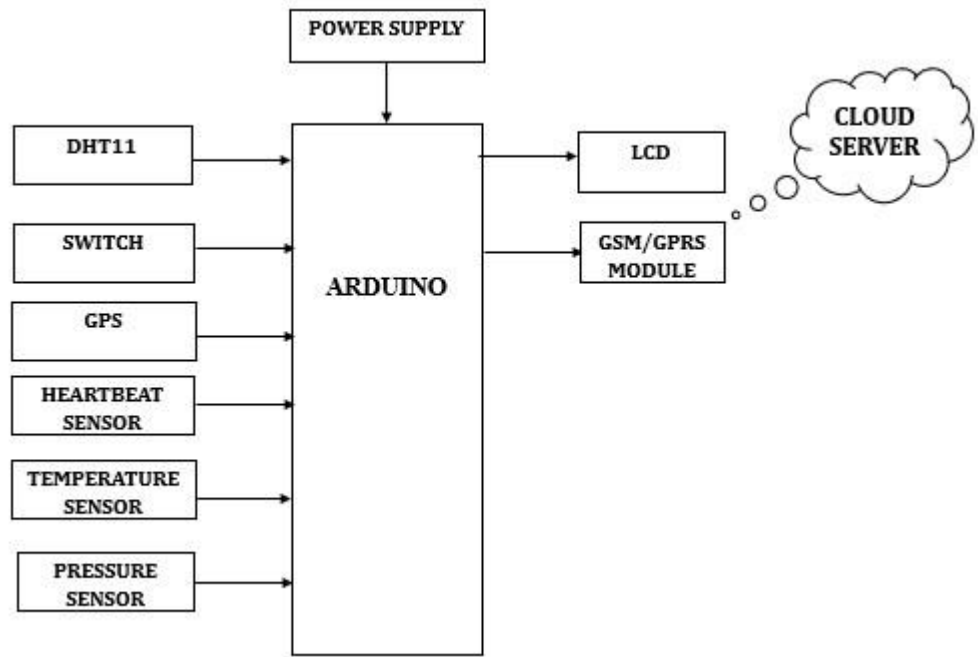 POWER SUPPLY
DHT11
SWITCH
GPS
HEARTBEAT
SENSOR
TEMPERATURE
SENSOR
PRESSURE
SENSOR
ARDUINO
LCD
GSM/GPRS
MODULE
CLOUD
SERVER